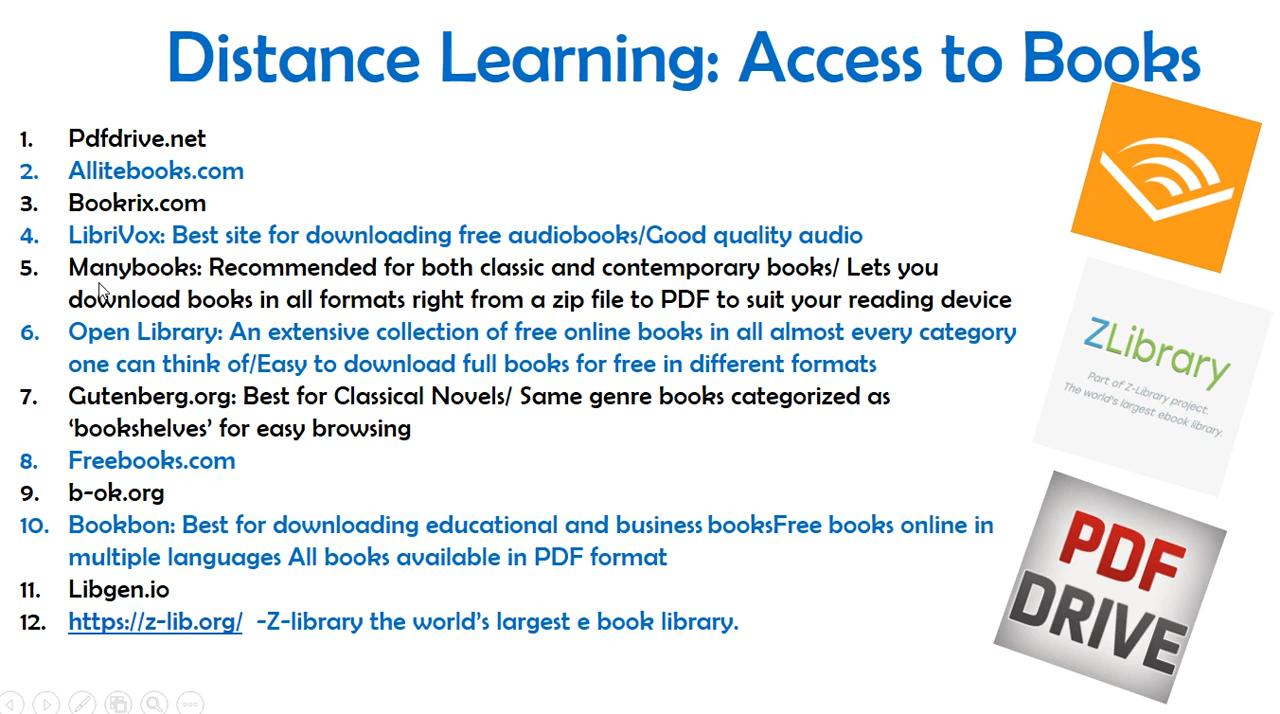 Distance Learning: Access to Books
1. Pdfdrive.net
2. Allitebooks.com
3. Bookrix.com
4. LibriVox: Best site for downloading free audiobooks/Good quality audio
5. Manybooks: Recommended for both classic and contemporary books/ Lets you
download books in all formats right from a zip file to PDF to suit your reading device
6. Open Library: An extensive collection of free online books in all almost every category
one can think of/Easy to download full books for free in different formats
7. Gutenberg.org: Best for Classical Novels/ Same genre books categorized as
‘bookshelves’ for easy browsing
8. Freebooks.com
9. b-ok.org
10. Bookbon: Best for downloading educational and business booksFree books online in
multiple languages All books available in PDF format
11. Libgen.io
12. https://z-lib.org/ -Z-library the world’s largest e book library.
ZLibrary
Part of Z-Library project.
The world's largest ebook library.
PDF
DRIVE